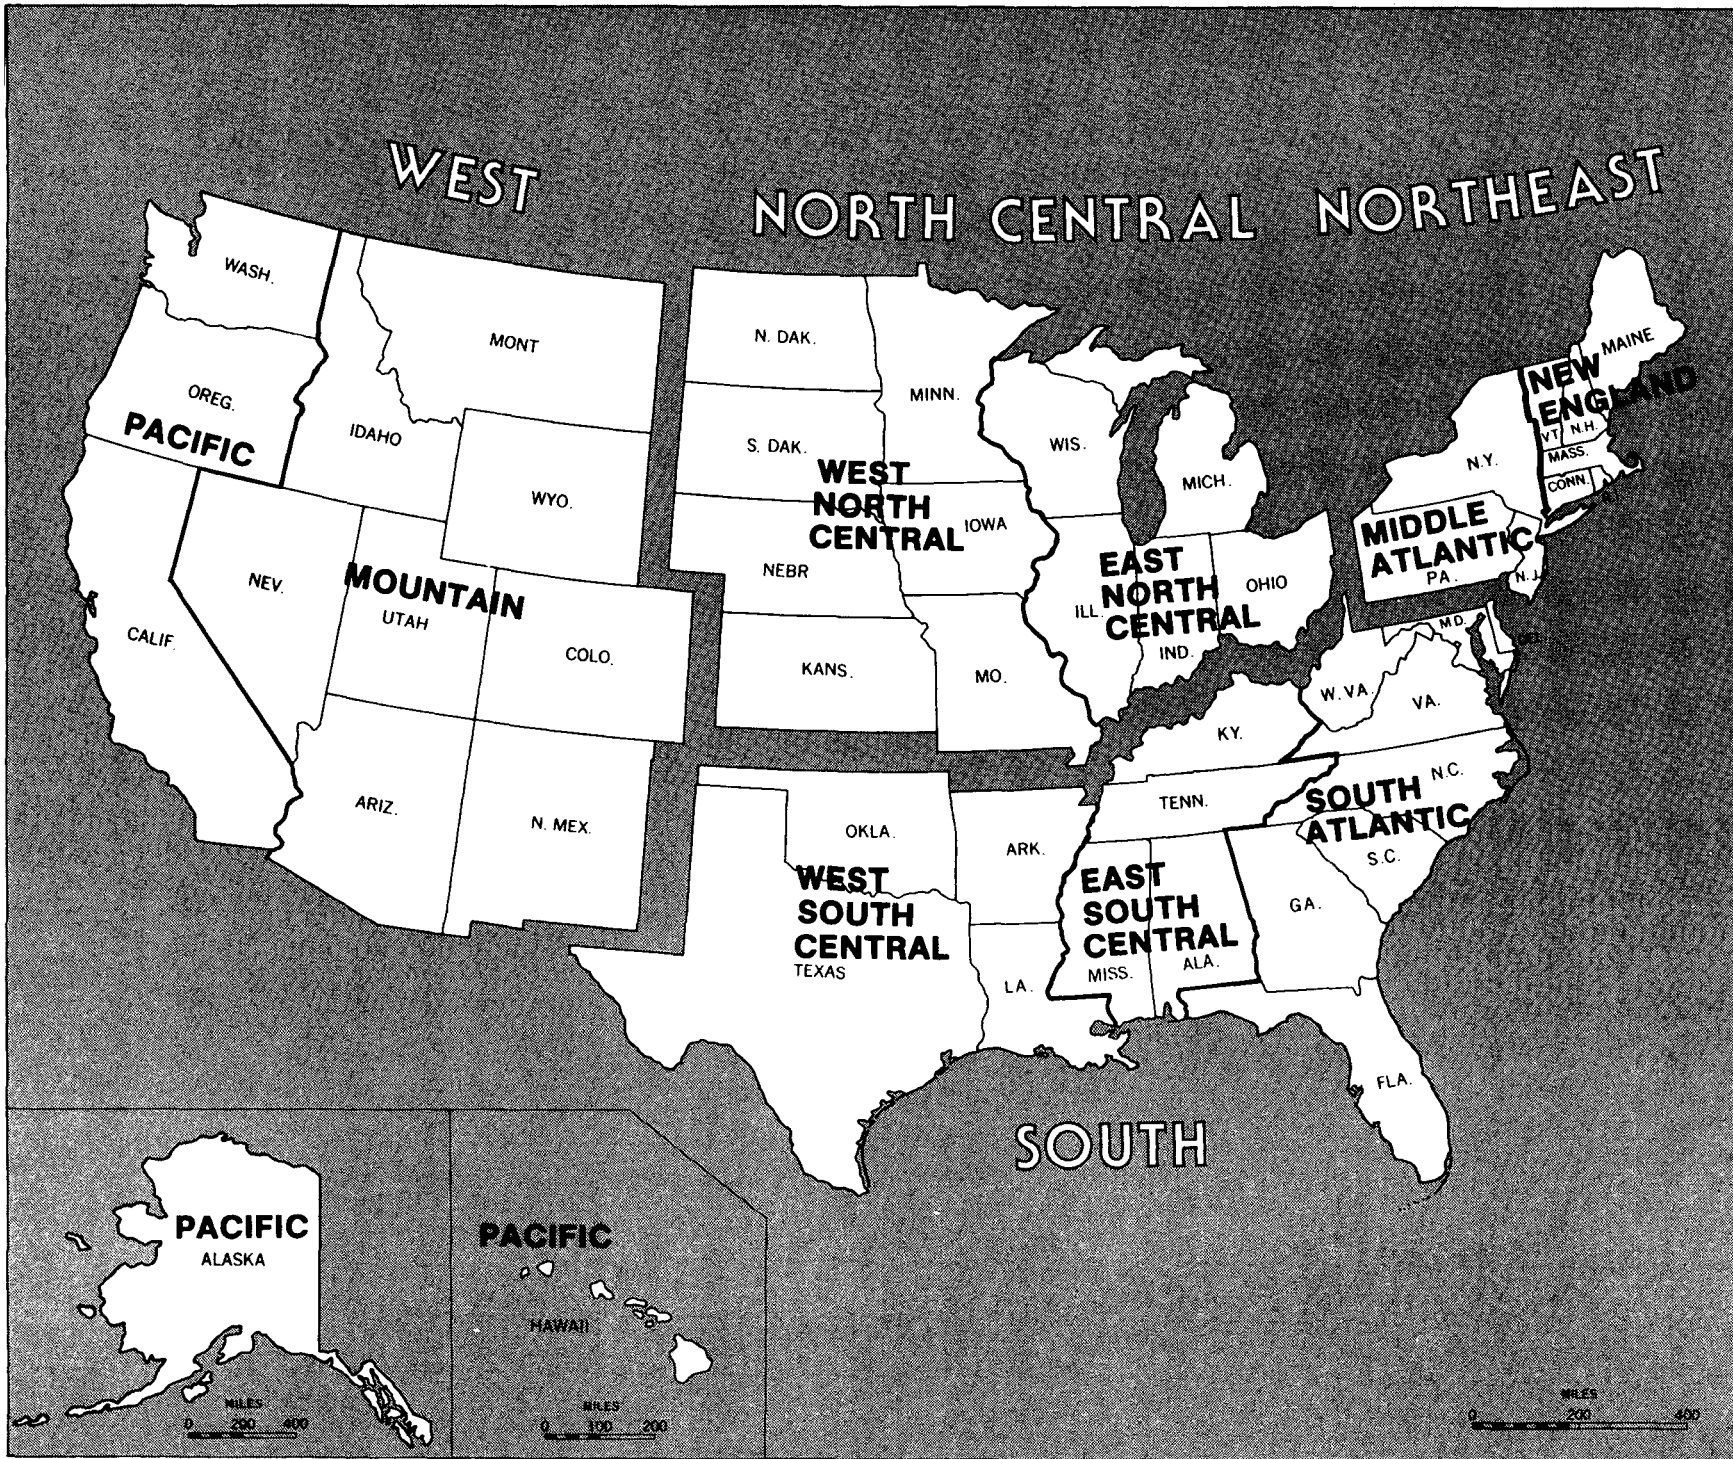 WEST
NORTH CENTRAL
NORTHEAST
WASH.
MONT
OREG.
PACIFIC
IDAHO
WYO.
NEV.
MOUNTAIN
UTAH
CALIF.
COLO.
ARIZ.
N. MEX.
N. DAK.
MINN.
S. DAK.
WEST
NORTH
CENTRAL
IOWA
NEBR
KANS.
MO.
WIS.
MICH.
EAST
NORTH
CENTRAL
ILL.
OHIO
IND.
MAINE
NEW
ENGLAND
VT.
N.H.
MASS.
CONN.
R.I.
N.Y.
MIDDLE
ATLANTIC
PA.
N.J.
MD.
DEL.
W.VA.
VA.
KY.
N.C.
TENN.
SOUTH
ATLANTIC
S.C.
GA.
FLA.
OKLA.
ARK.
WEST
SOUTH
CENTRAL
TEXAS
LA.
EAST
SOUTH
CENTRAL
MISS.
ALA.
SOUTH
PACIFIC
ALASKA
MILES
0 200 400
PACIFIC
HAWAII
MILES
0 100 200
MILES
0 200 400